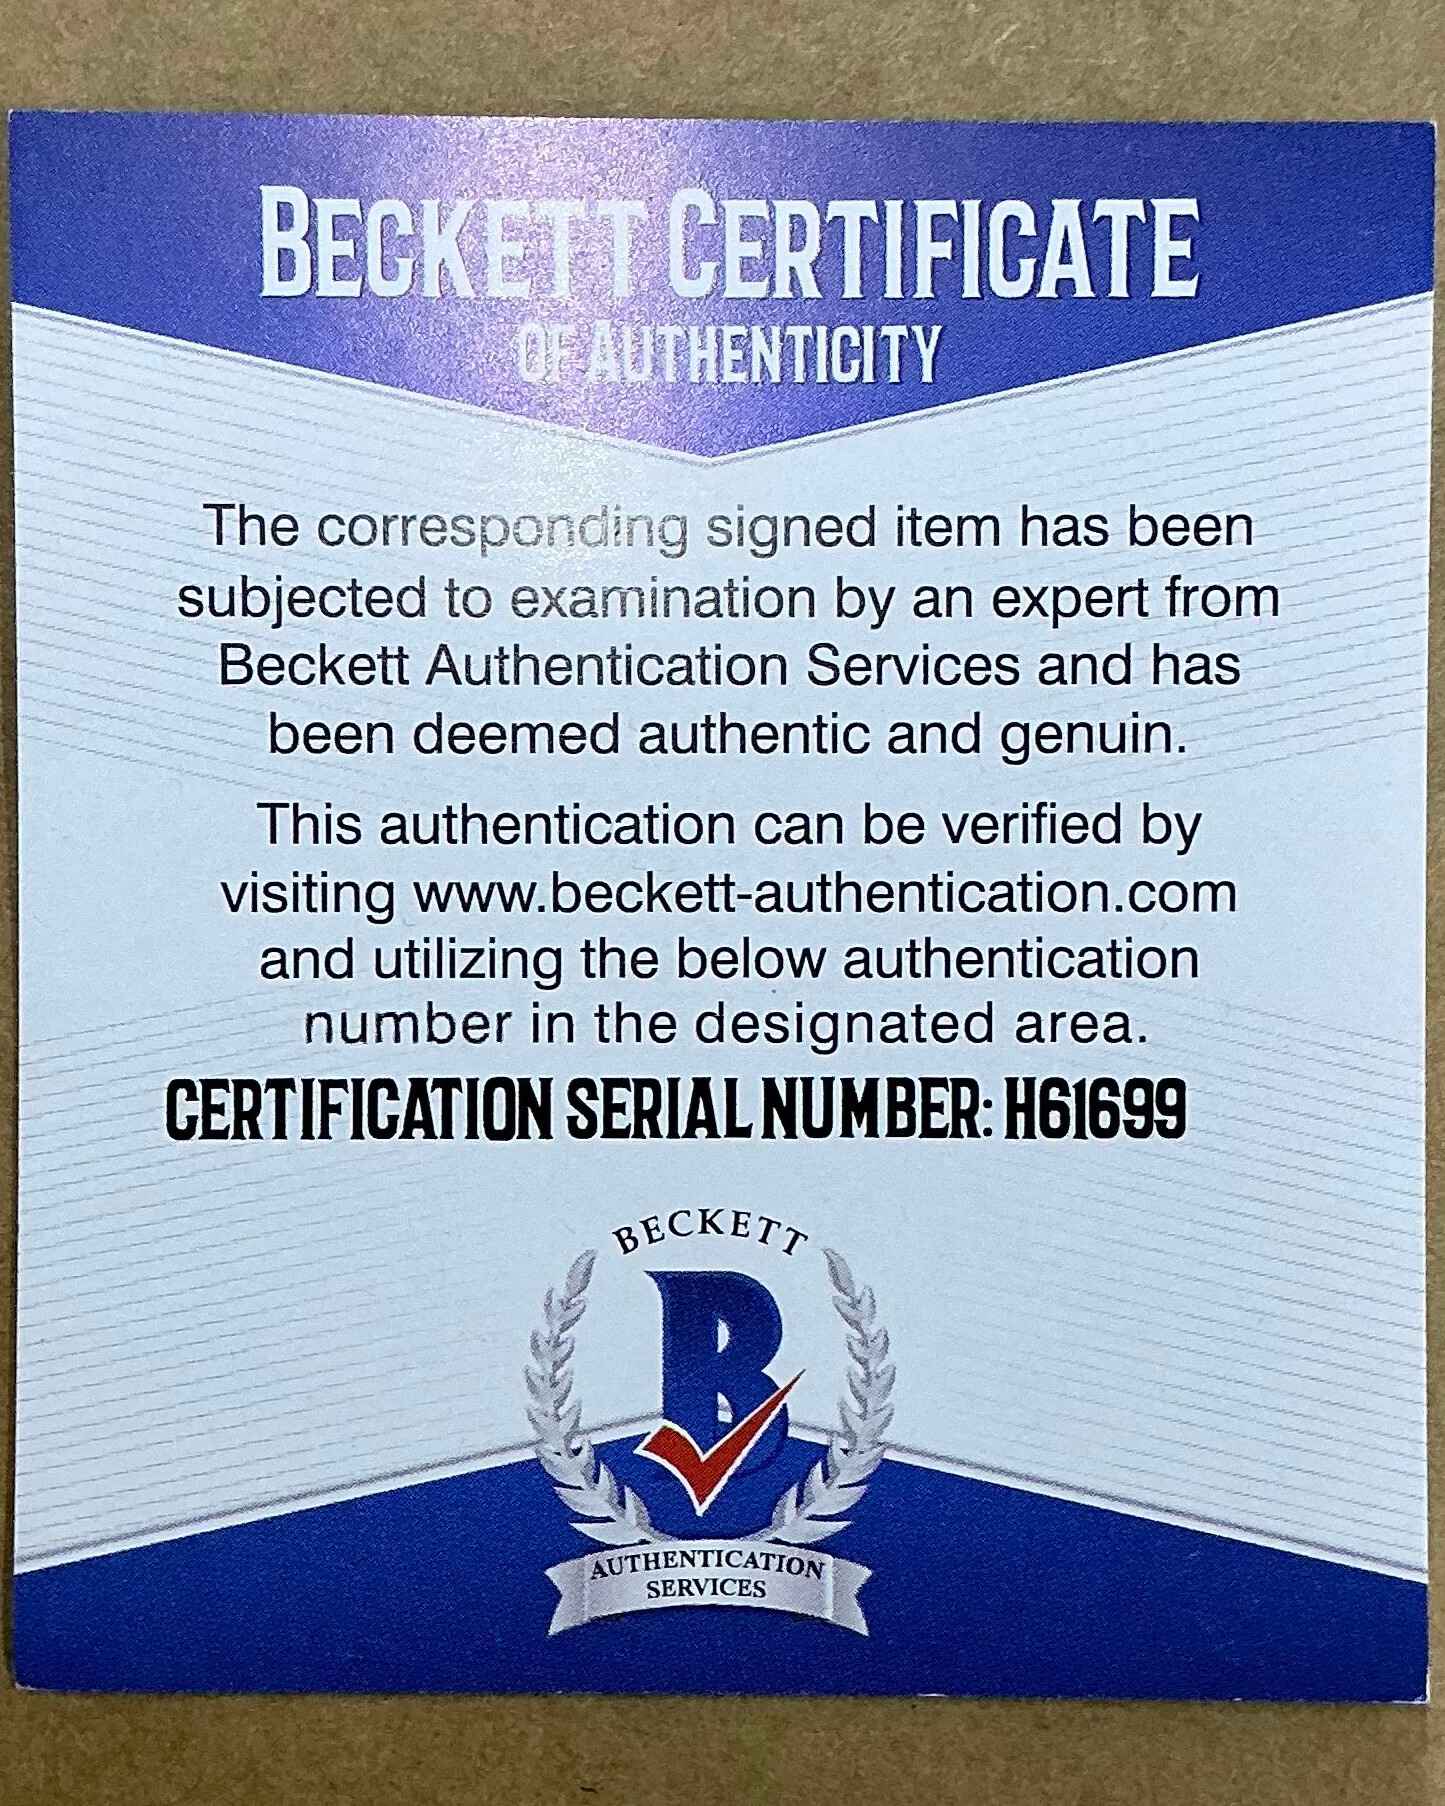 BECKETT CERTIFICATE
OF AUTHENTICITY
The corresponding signed item has been
subjected to examination by an expert from
Beckett Authentication Services and has
been deemed authentic and genuin.
This authentication can be verified by
visiting www.beckett-authentication.com
and utilizing the below authentication
number in the designated area.
CERTIFICATION SERIAL NUMBER: H61699
BECKETT
B
AUTHENTICATION
SERVICES